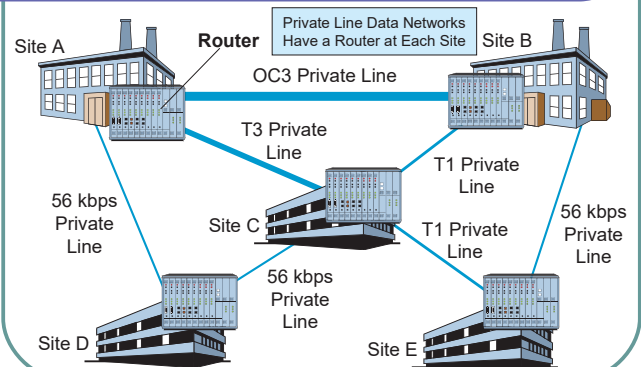 Private Line Data Networks
Have a Router at Each Site
Site A
Router
Site B
OC3 Private Line
T3 Private
Line
T1 Private
Line
56 kbps
Private
Line
Site C
T1 Private
Line
56 kbps
Private
Line
56 kbps
Private
Line
Site D
Site E